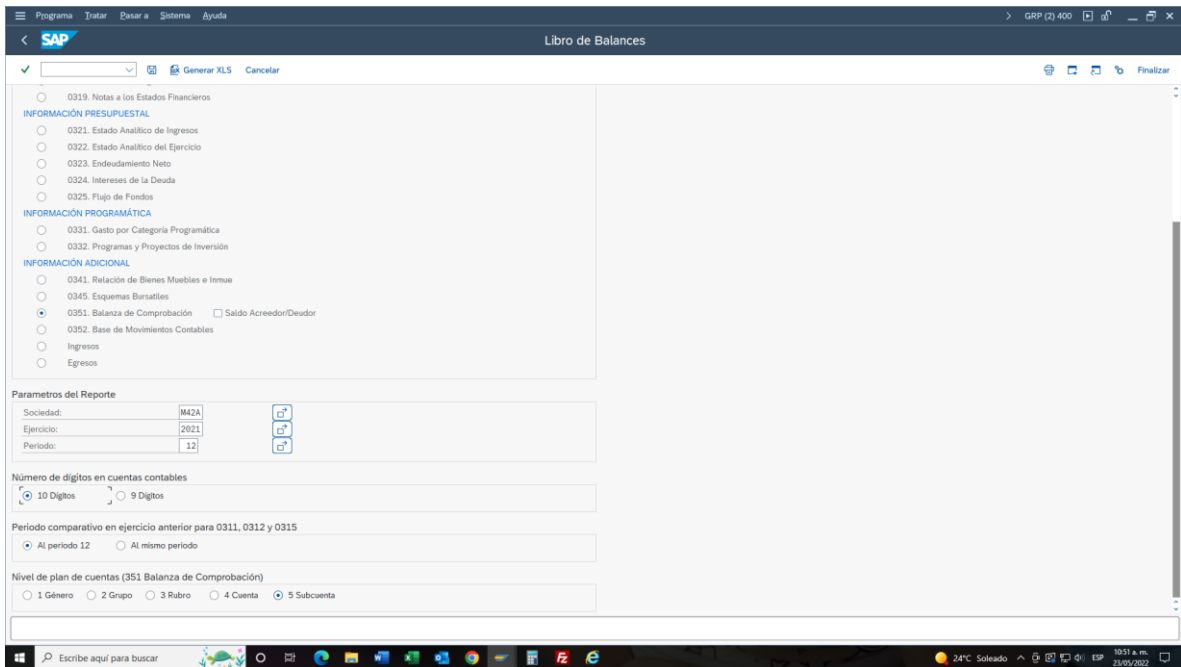 Programa Tratar Pasar a Sistema Ayuda GRP (2) 400
SAP Libro de Balances
Generar XLS Cancelar Finalizar
0319. Notas a los Estados Financieros
INFORMACIÓN PRESUPUESTAL
0321. Estado Analítico de Ingresos
0322. Estado Analítico del Ejercicio
0323. Endeudamiento Neto
0324. Intereses de la Deuda
0325. Flujo de Fondos
INFORMACIÓN PROGRAMÁTICA
0331. Gasto por Categoría Programática
0332. Programas y Proyectos de Inversión
INFORMACIÓN ADICIONAL
0341. Relación de Bienes Muebles e Inmue
0345. Esquemas Bursatiles
0351. Balanza de Comprobación Saldo Acreedor/Deudor
0352. Base de Movimientos Contables
Ingresos
Egresos
Parametros del Reporte
Sociedad: M42A
Ejercicio: 2021
Periodo: 12
Número de dígitos en cuentas contables
10 Dígitos 9 Digitos
Periodo comparativo en ejercicio anterior para 0311, 0312 y 0315
Al periodo 12 Al mismo periodo
Nivel de plan de cuentas (351 Balanza de Comprobación)
1 Género 2 Grupo 3 Rubro 4 Cuenta 5 Subcuenta
Escribe aquí para buscar 24°C Soleado ESP 10:51 a. m.
23/05/2022